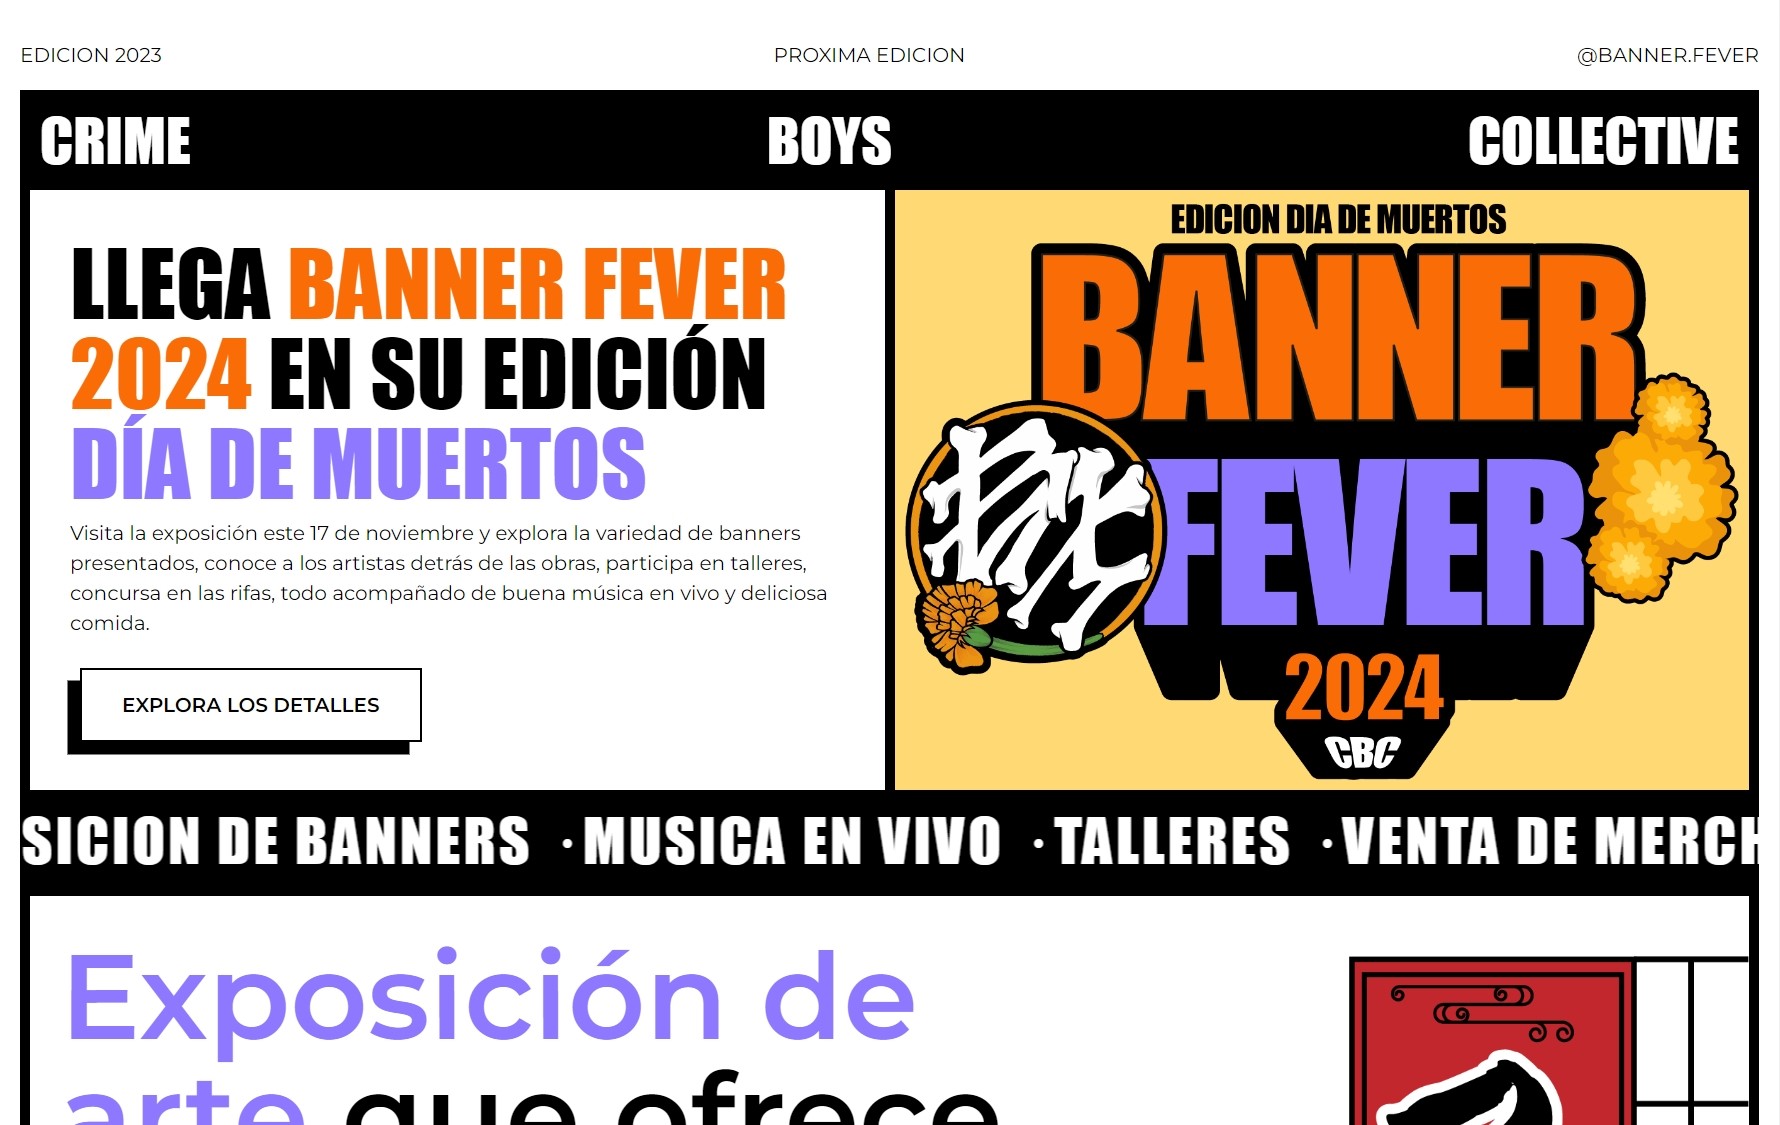 EDICION 2023
PROXIMA EDICION
@BANNER.FEVER
CRIME
BOYS
COLLECTIVE
LLEGA BANNER FEVER
2024 EN SU EDICIÓN
DÍA DE MUERTOS
Visita la exposición este 17 de noviembre y explora la variedad de banners
presentados, conoce a los artistas detrás de las obras, participa en talleres,
concursa en las rifas, todo acompañado de buena música en vivo y deliciosa
comida.
EXPLORA LOS DETALLES
EDICION DIA DE MUERTOS
BANNER
FEVER
2024
CBC
SICION DE BANNERS · MUSICA EN VIVO · TALLERES · VENTA DE MERCH
Exposición de
arte que ofrece